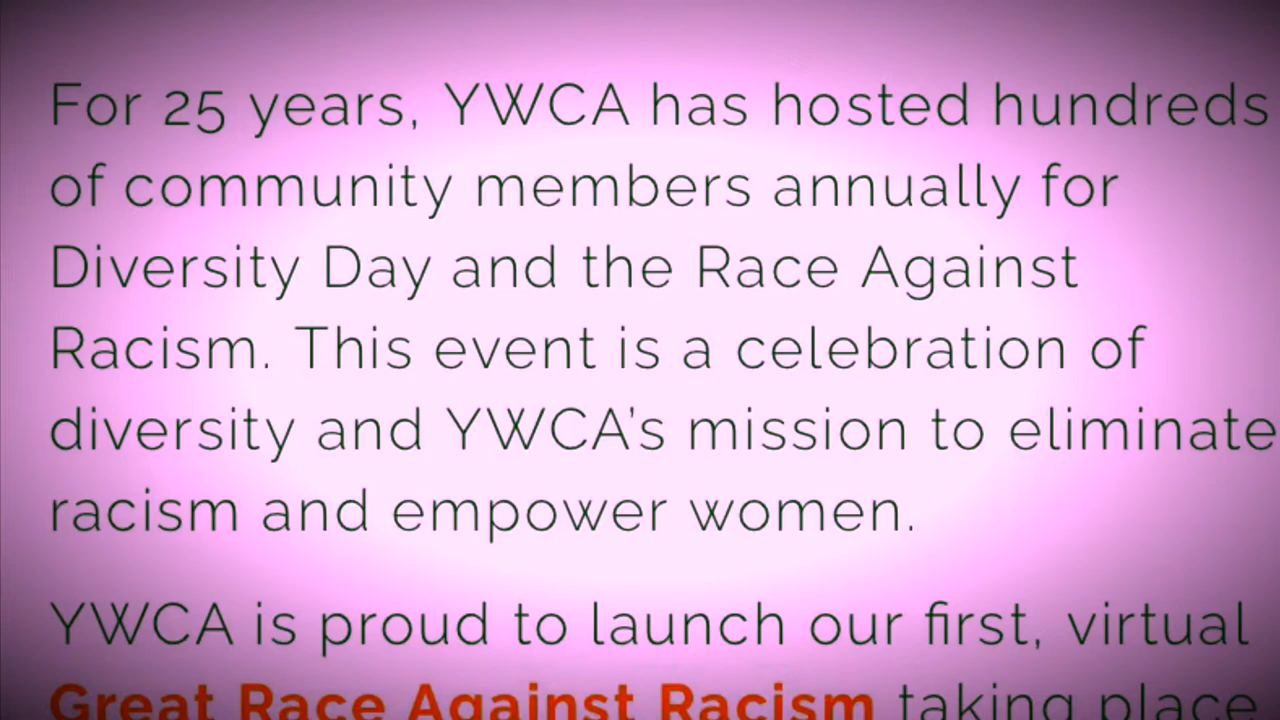 For 25 years, YWCA has hosted hundreds
of community members annually for
Diversity Day and the Race Against
Racism. This event is a celebration of
diversity and YWCA’s mission to eliminate
racism and empower women.
YWCA is proud to launch our first, virtual
Great Race Against Racism taking place